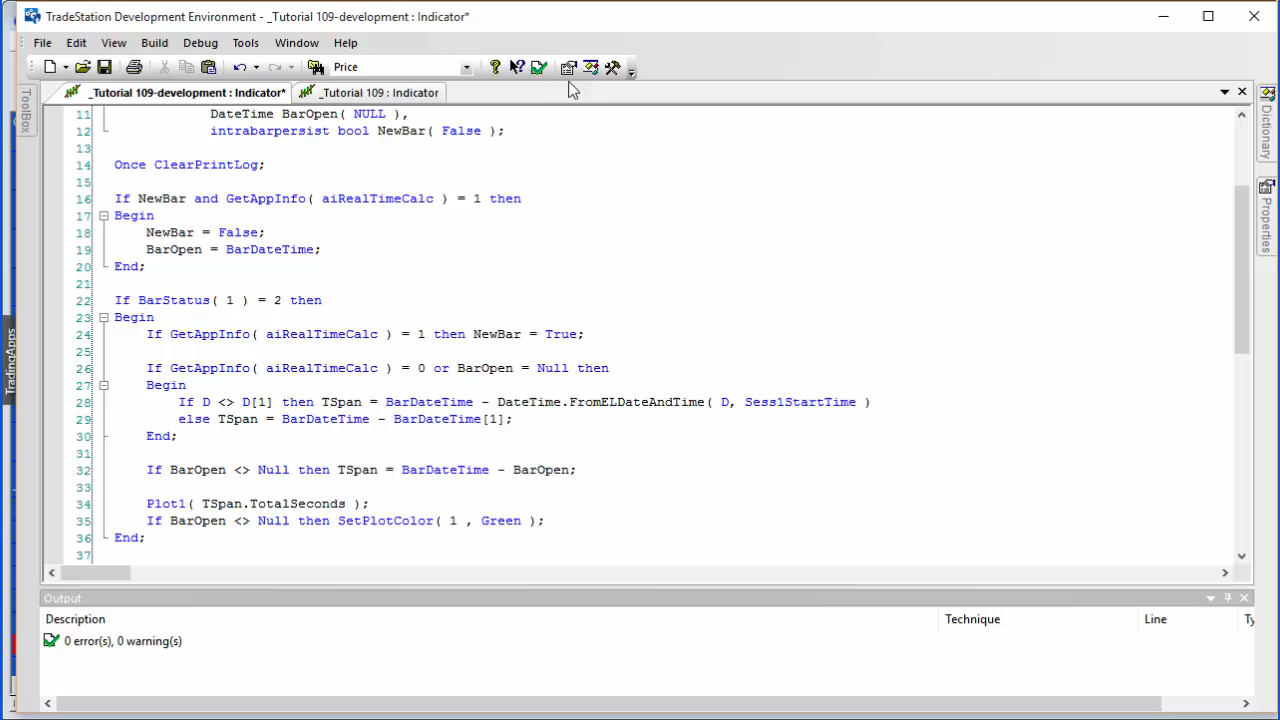 TradeStation Development Environment - _Tutorial 109-development : Indicator*
File Edit View Build Debug Tools Window Help
Price
_Tutorial 109-development : Indicator* _Tutorial 109 : Indicator
ToolBox
Dictionary
Properties
TradingApps
11 DateTime BarOpen( NULL ),
12 intrabarpersist bool NewBar( False );
13
14 Once ClearPrintLog;
15
16 If NewBar and GetAppInfo( aiRealTimeCalc ) = 1 then
17 Begin
18 NewBar = False;
19 BarOpen = BarDateTime;
20 End;
21
22 If BarStatus( 1 ) = 2 then
23 Begin
24 If GetAppInfo( aiRealTimeCalc ) = 1 then NewBar = True;
25
26 If GetAppInfo( aiRealTimeCalc ) = 0 or BarOpen = Null then
27 Begin
28 If D <> D[1] then TSpan = BarDateTime - DateTime.FromELDateAndTime( D, Sess1StartTime )
29 else TSpan = BarDateTime - BarDateTime[1];
30 End;
31
32 If BarOpen <> Null then TSpan = BarDateTime - BarOpen;
33
34 Plot1( TSpan.TotalSeconds );
35 If BarOpen <> Null then SetPlotColor( 1 , Green );
36 End;
37
Output
Description Technique Line Ty
0 error(s), 0 warning(s)